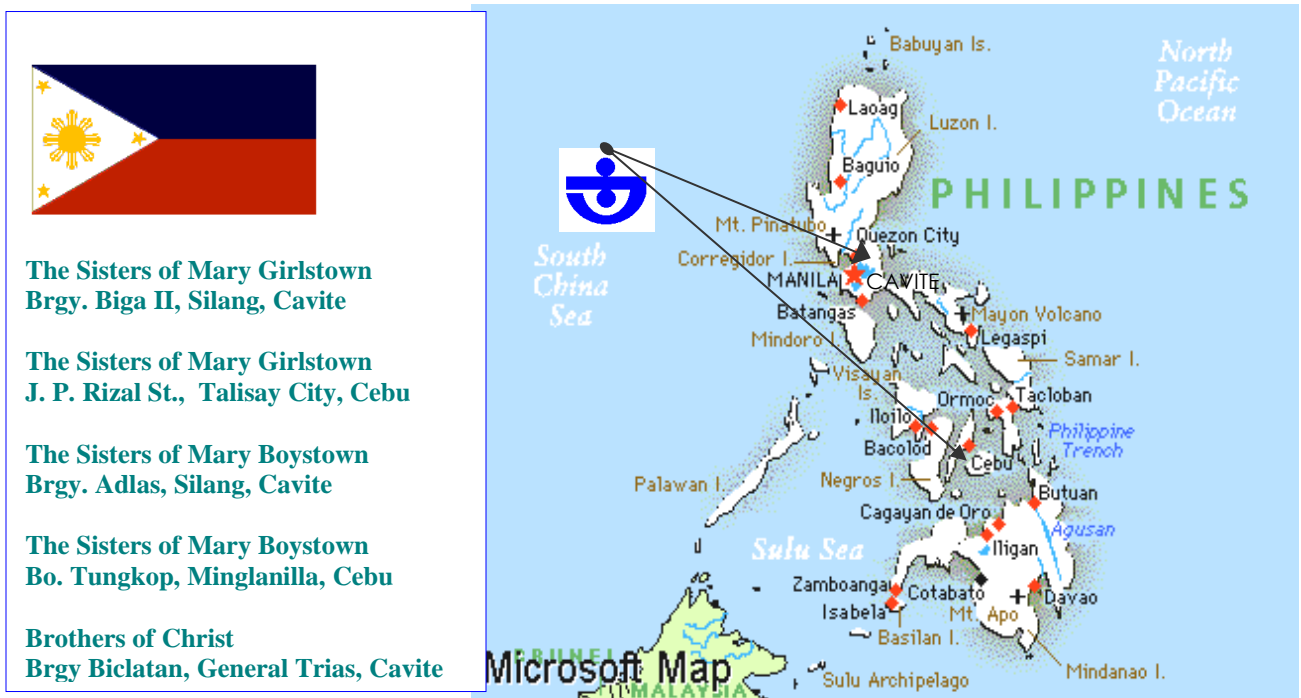 The Sisters of Mary Girlstown
Brgy. Biga II, Silang, Cavite
The Sisters of Mary Girlstown
J. P. Rizal St., Talisay City, Cebu
The Sisters of Mary Boystown
Brgy. Adlas, Silang, Cavite
The Sisters of Mary Boystown
Bo. Tungkop, Minglanilla, Cebu
Brothers of Christ
Brgy Biclatan, General Trias, Cavite
Babuyan Is.
North
Pacific
Ocean
Laoag
Luzon I.
Baguio
PHILIPPINES
Mt. Pinatubo
Quezon City
South
China
Sea
Corregidor I.
MANILA
CAVITE
Batangas
Mayon Volcano
Mindoro I.
Legaspi
Samar I.
Visayan
Is.
Ormoc
Tacloban
Iloilo
Philippine
Trench
Bacolod
Cebu
Palawan I.
Negros I.
Butuan
Cagayan de Oro
Agusan
Sulu Sea
Iligan
Zamboanga
Cotabato
Davao
Isabela
Mt. Apo
Basilan I.
BRUNEI
Microsoft Map
Mindanao I.
MALAYSIA
Sulu Archipelago